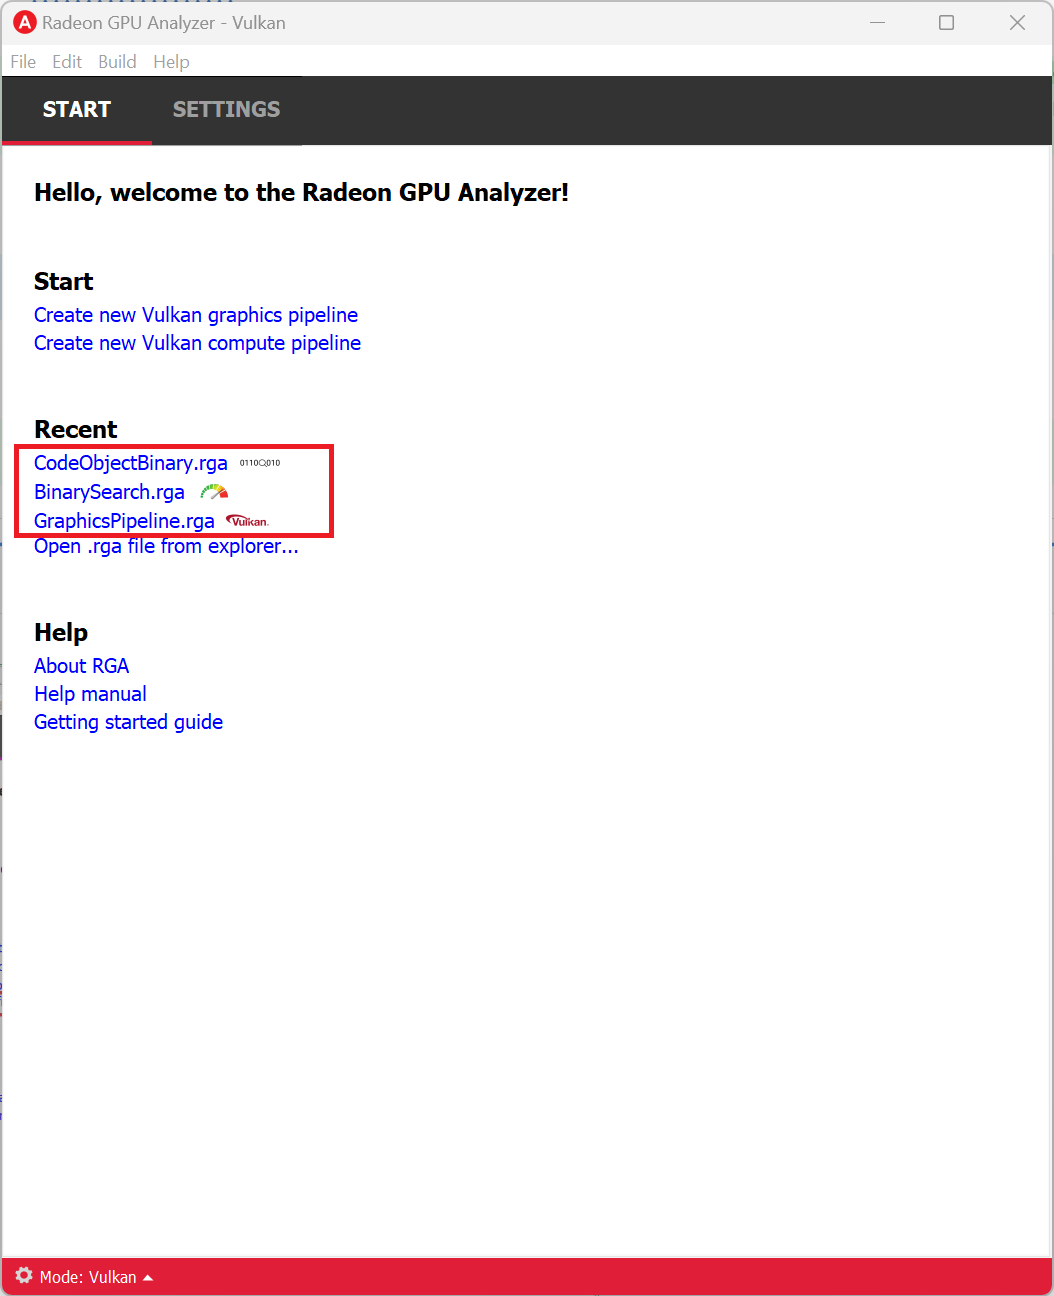 Radeon GPU Analyzer - Vulkan
File Edit Build Help
START SETTINGS
Hello, welcome to the Radeon GPU Analyzer!
Start
Create new Vulkan graphics pipeline
Create new Vulkan compute pipeline
Recent
CodeObjectBinary.rga 0110Q010
BinarySearch.rga
GraphicsPipeline.rga Vulkan.
Open .rga file from explorer...
Help
About RGA
Help manual
Getting started guide
Mode: Vulkan